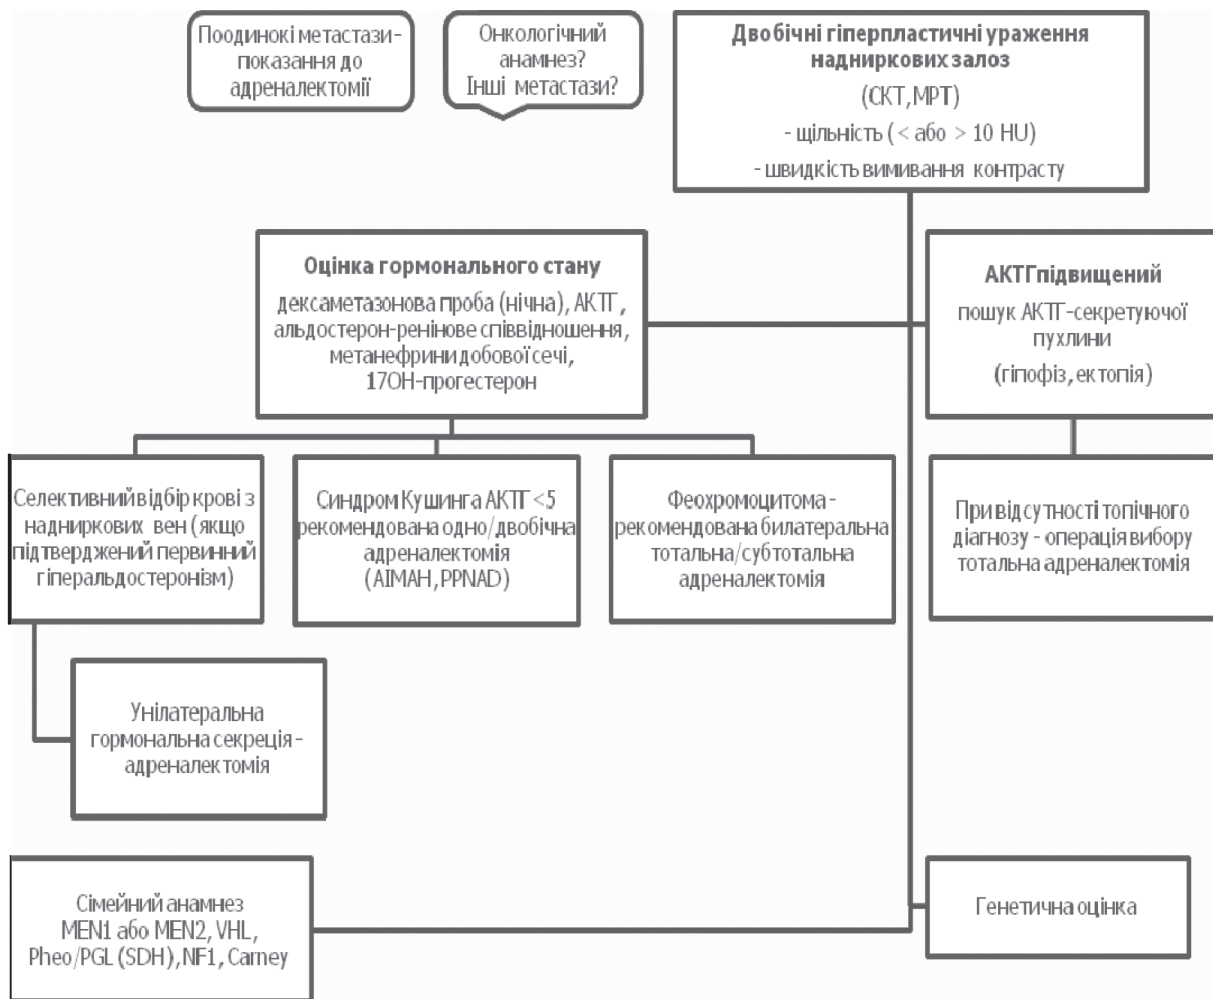 Поодинокі метастази–
показання до
адреналектомії
Онкологічний
анамнез?
Інші метастази?
Двобічні гіперпластичні ураження
надниркових залоз
(СКТ, МРТ)
- щільність (< або > 10 HU)
- швидкість вимивання контрасту
Оцінка гормонального стану
дексаметазонова проба (нічна), АКТГ,
альдостерон-ренінове співвідношення,
метанефрини добової сечі,
17ОН-прогестерон
АКТГ підвищений
пошук АКТГ-секретуючої
пухлини
(гіпофіз, ектопія)
Селективний відбір крові з
надниркових вен (якщо
підтверджений первинний
гіперальдостеронізм)
Синдром Кушинга АКТГ <5
рекомендована одно/двобічна
адреналектомія
(AIMAH, PPNAD)
Феохромоцитома -
рекомендована билатеральна
тотальна/субтотальна
адреналектомія
При відсутності топічного
діагнозу - операція вибору
тотальна адреналектомія
Унілатеральна
гормональна секреція –
адреналектомія
Сімейний анамнез
MEN1 або MEN2, VHL,
Pheo/PGL (SDH), NF1, Carney
Генетична оцінка